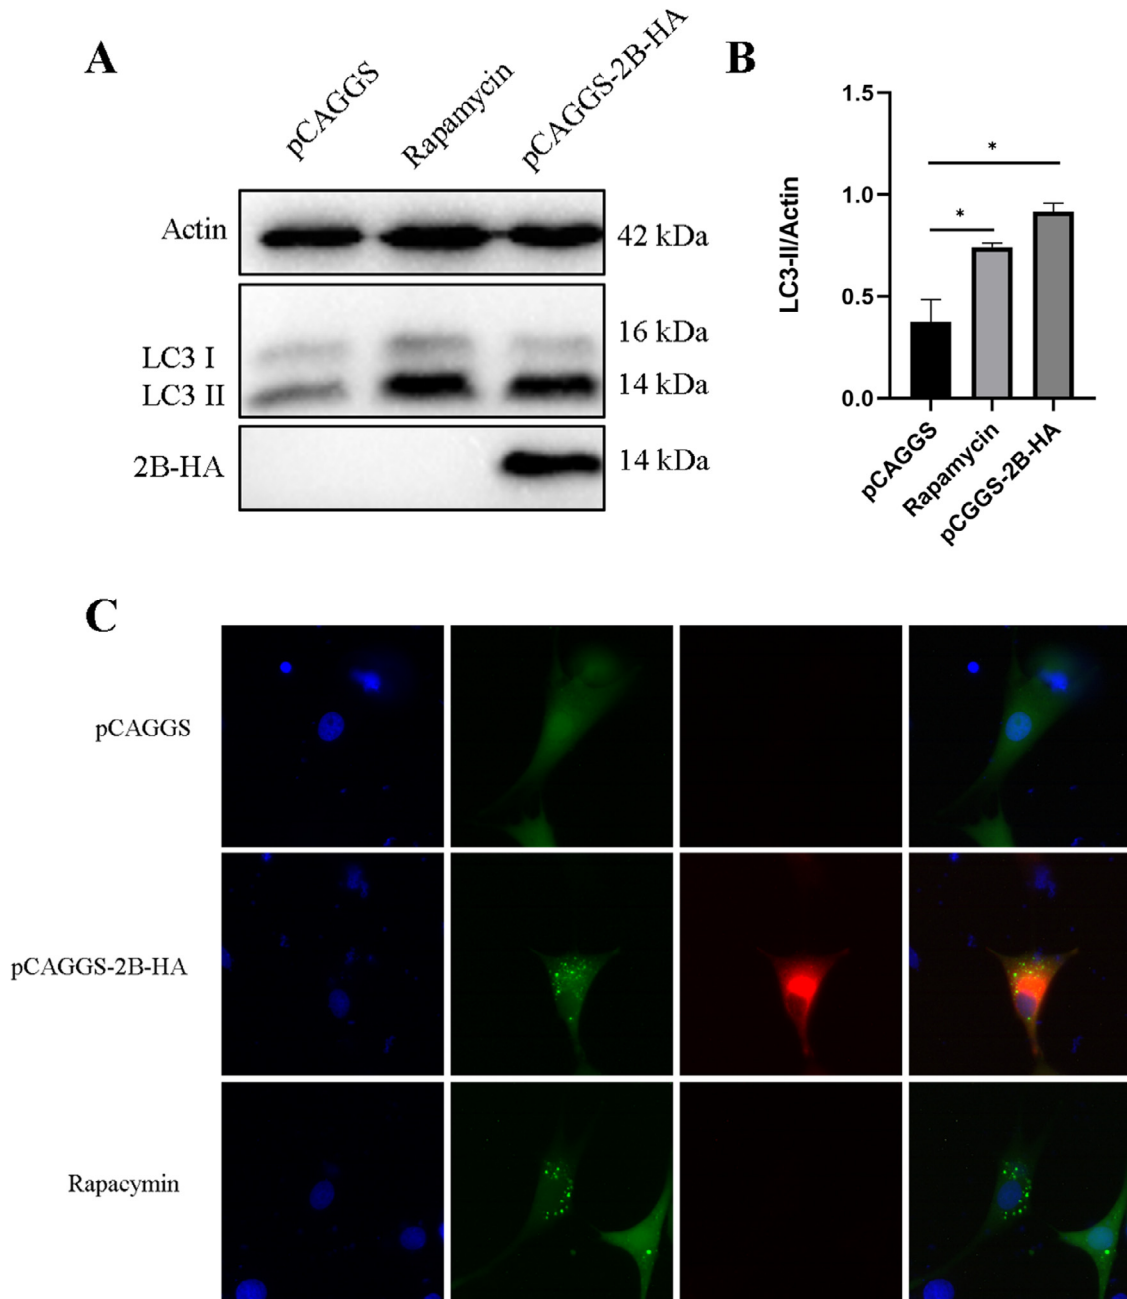 A
pCAGGS
Rapamycin
pCAGGS-2B-HA
Actin
42 kDa
LC3 I
16 kDa
LC3 II
14 kDa
2B-HA
14 kDa
B
1.5
1.0
0.5
0.0
LC3-II/Actin
*
*
pCAGGS
Rapamycin
pCGGS-2B-HA
C
pCAGGS
pCAGGS-2B-HA
Rapacymin